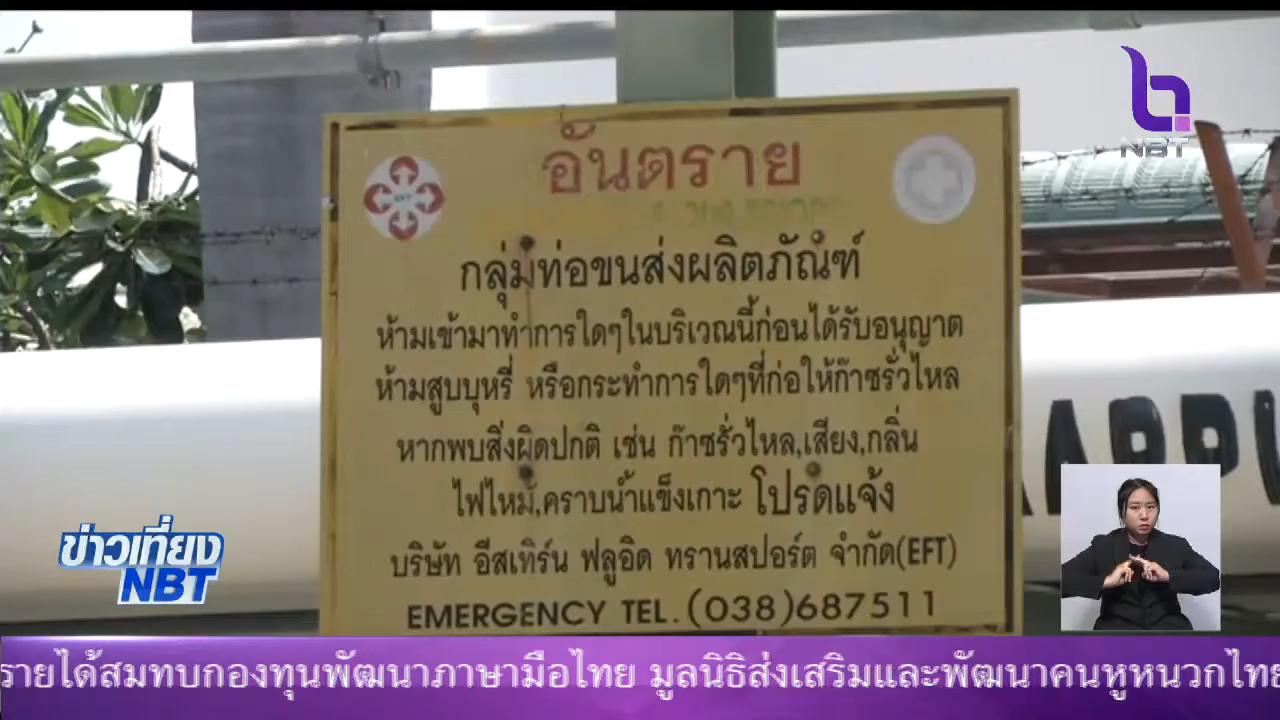 NBT
อันตราย
EFT
กลุ่มท่อขนส่งผลิตภัณฑ์
ห้ามเข้ามาทำการใดๆในบริเวณนี้ก่อนได้รับอนุญาต
ห้ามสูบบุหรี่ หรือกระทำการใดๆที่ก่อให้ก๊าซรั่วไหล
หากพบสิ่งผิดปกติ เช่น ก๊าซรั่วไหล,เสียง,กลิ่น
ไฟไหม้,คราบน้ำแข็งเกาะ โปรดแจ้ง
บริษัท อีสเทิร์น ฟลูอิด ทรานสปอร์ต จำกัด(EFT)
EMERGENCY TEL.(038)687511
ข่าวเที่ยง
NBT
รายได้สมทบกองทุนพัฒนาภาษามือไทย มูลนิธิส่งเสริมและพัฒนาคนหูหนวกไทย